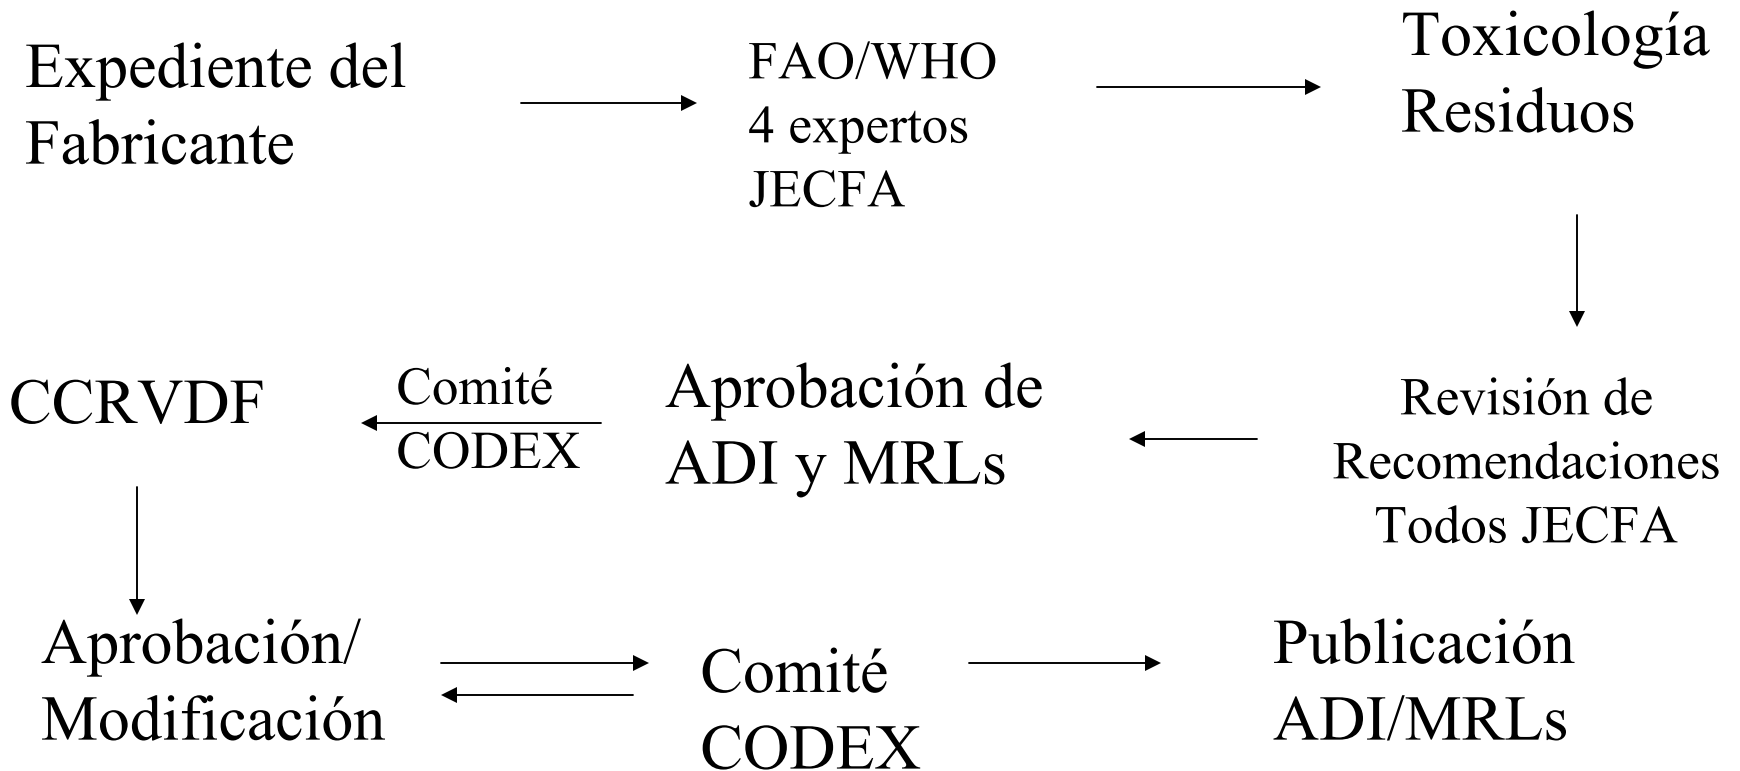 Expediente del
Fabricante
FAO/WHO
4 expertos
JECFA
Toxicología
Residuos
CCRVDF
Comité
CODEX
Aprobación de
ADI y MRLs
Revisión de
Recomendaciones
Todos JECFA
Aprobación/
Modificación
Comité
CODEX
Publicación
ADI/MRLs